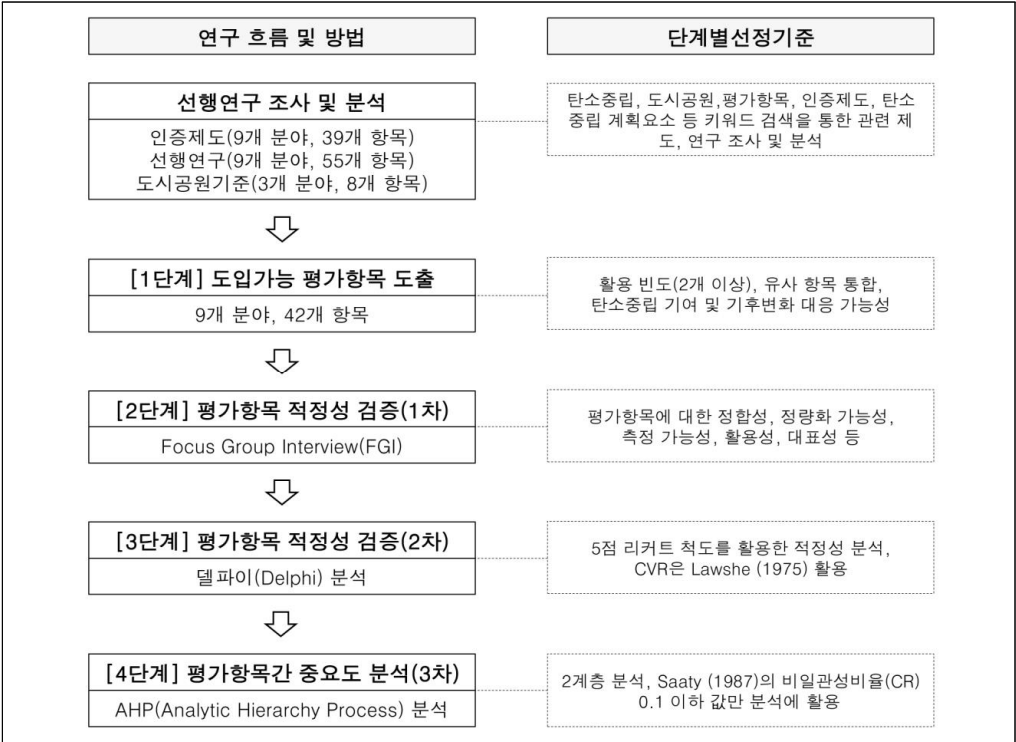 연구 흐름 및 방법
단계별선정기준
선행연구 조사 및 분석
인증제도(9개 분야, 39개 항목)
선행연구(9개 분야, 55개 항목)
도시공원기준(3개 분야, 8개 항목)
탄소중립, 도시공원,평가항목, 인증제도, 탄소
중립 계획요소 등 키워드 검색을 통한 관련 제
도, 연구 조사 및 분석
[1단계] 도입가능 평가항목 도출
9개 분야, 42개 항목
활용 빈도(2개 이상), 유사 항목 통합,
탄소중립 기여 및 기후변화 대응 가능성
[2단계] 평가항목 적정성 검증(1차)
Focus Group Interview(FGI)
평가항목에 대한 정합성, 정량화 가능성,
측정 가능성, 활용성, 대표성 등
[3단계] 평가항목 적정성 검증(2차)
델파이(Delphi) 분석
5점 리커트 척도를 활용한 적정성 분석,
CVR은 Lawshe (1975) 활용
[4단계] 평가항목간 중요도 분석(3차)
AHP(Analytic Hierarchy Process) 분석
2계층 분석, Saaty (1987)의 비일관성비율(CR)
0.1 이하 값만 분석에 활용